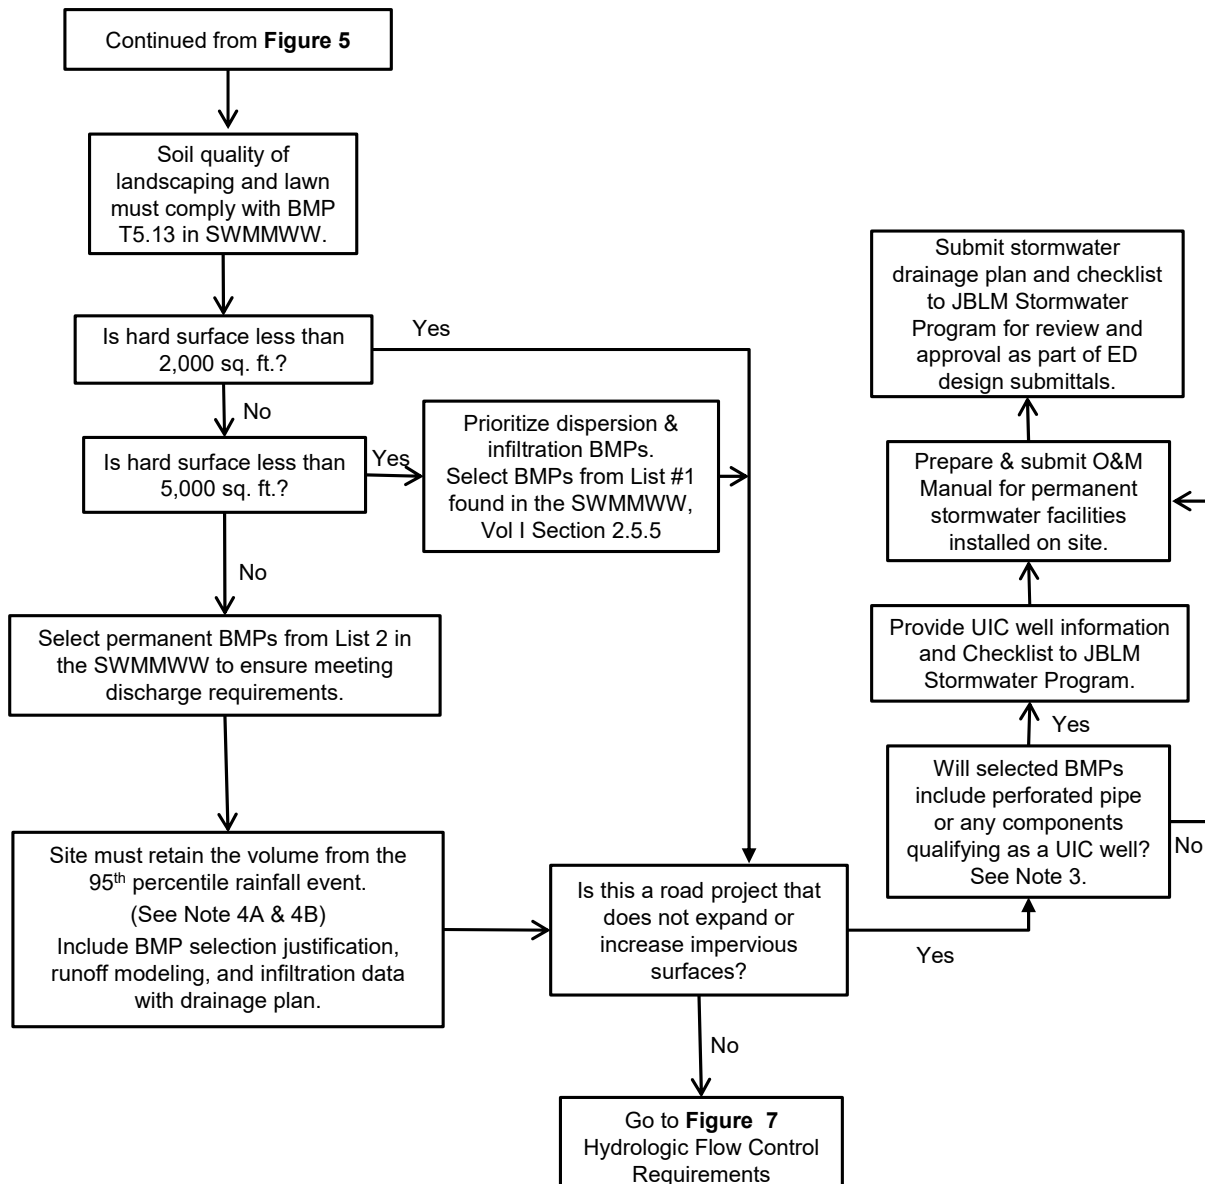 Continued from Figure 5
Soil quality of
landscaping and lawn
must comply with BMP
T5.13 in SWMMWW.
Is hard surface less than
2,000 sq. ft.?
Yes
No
Is hard surface less than
5,000 sq. ft.?
Yes
Prioritize dispersion &
infiltration BMPs.
Select BMPs from List #1
found in the SWMMWW,
Vol I Section 2.5.5
No
Select permanent BMPs from List 2 in
the SWMMWW to ensure meeting
discharge requirements.
Site must retain the volume from the
95th percentile rainfall event.
(See Note 4A & 4B)
Include BMP selection justification,
runoff modeling, and infiltration data
with drainage plan.
Is this a road project that
does not expand or
increase impervious
surfaces?
Yes
No
Go to Figure 7
Hydrologic Flow Control
Requirements
Will selected BMPs
include perforated pipe
or any components
qualifying as a UIC well?
See Note 3.
No
Yes
Provide UIC well information
and Checklist to JBLM
Stormwater Program.
Prepare & submit O&M
Manual for permanent
stormwater facilities
installed on site.
Submit stormwater
drainage plan and checklist
to JBLM Stormwater
Program for review and
approval as part of ED
design submittals.